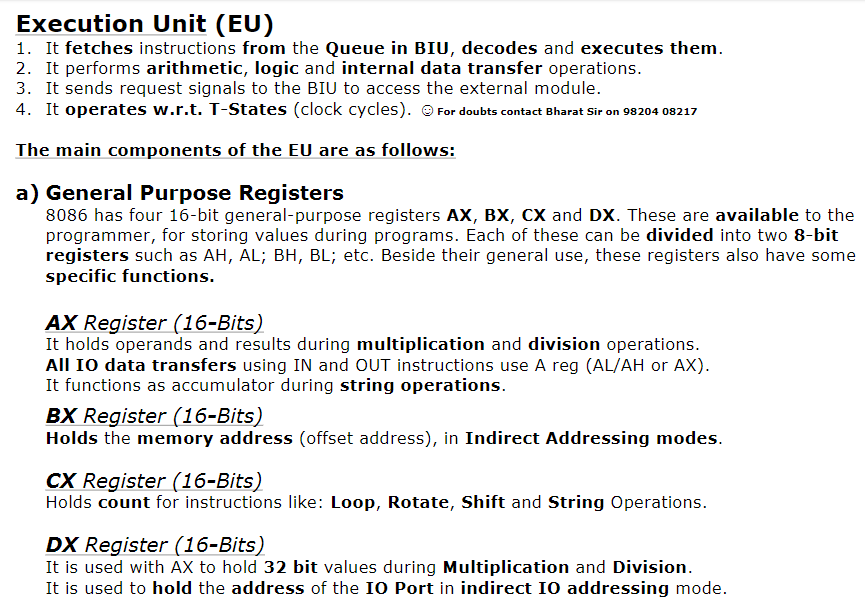 Execution Unit (EU)
1. It fetches instructions from the Queue in BIU, decodes and executes them.
2. It performs arithmetic, logic and internal data transfer operations.
3. It sends request signals to the BIU to access the external module.
4. It operates w.r.t. T-States (clock cycles). ☺ For doubts contact Bharat Sir on 98204 08217
The main components of the EU are as follows:
a) General Purpose Registers
8086 has four 16-bit general-purpose registers AX, BX, CX and DX. These are available to the
programmer, for storing values during programs. Each of these can be divided into two 8-bit
registers such as AH, AL; BH, BL; etc. Beside their general use, these registers also have some
specific functions.
AX Register (16-Bits)
It holds operands and results during multiplication and division operations.
All IO data transfers using IN and OUT instructions use A reg (AL/AH or AX).
It functions as accumulator during string operations.
BX Register (16-Bits)
Holds the memory address (offset address), in Indirect Addressing modes.
CX Register (16-Bits)
Holds count for instructions like: Loop, Rotate, Shift and String Operations.
DX Register (16-Bits)
It is used with AX to hold 32 bit values during Multiplication and Division.
It is used to hold the address of the IO Port in indirect IO addressing mode.